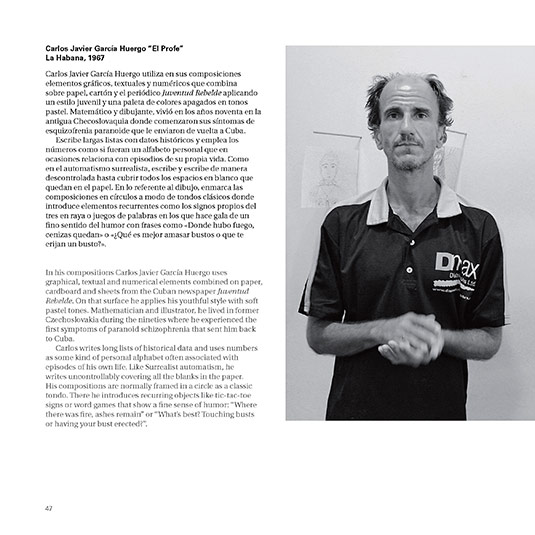 Carlos Javier García Huergo "El Profe"
La Habana, 1967
Carlos Javier García Huergo utiliza en sus composiciones
elementos gráficos, textuales y numéricos que combina
sobre papel, cartón y el periódico Juventud Rebelde aplicando
un estilo juvenil y una paleta de colores apagados en tonos
pastel. Matemático y dibujante, vivió en los años noventa en la
antigua Checoslovaquia donde comenzaron sus síntomas de
esquizofrenia paranoide que le enviaron de vuelta a Cuba.
Escribe largas listas con datos históricos y emplea los
números como si fueran un alfabeto personal que en
ocasiones relaciona con episodios de su propia vida. Como
en el automatismo surrealista, escribe y escribe de manera
descontrolada hasta cubrir todos los espacios en blanco que
quedan en el papel. En lo referente al dibujo, enmarca las
composiciones en círculos a modo de tondos clásicos donde
introduce elementos recurrentes como los signos propios del
tres en raya o juegos de palabras en los que hace gala de un
fino sentido del humor con frases como «Donde hubo fuego,
cenizas quedan» o «¿Qué es mejor amasar bustos o que te
erijan un busto?».
In his compositions Carlos Javier García Huergo uses
graphical, textual and numerical elements combined on paper,
cardboard and sheets from the Cuban newspaper Juventud
Rebelde. On that surface he applies his youthful style with soft
pastel tones. Mathematician and illustrator, he lived in former
Czechoslovakia during the nineties where he experienced the
first symptoms of paranoid schizophrenia that sent him back
to Cuba.
Carlos writes long lists of historical data and uses numbers
as some kind of personal alphabet often associated with
episodes of his own life. Like Surrealist automatism, he
writes uncontrollably covering all the blanks in the paper.
His compositions are normally framed in a circle as a classic
tondo. There he introduces recurring objects like tic-tac-toe
signs or word games that show a fine sense of humor: "Where
there was fire, ashes remain" or "What's best? Touching busts
or having your bust erected?".
47